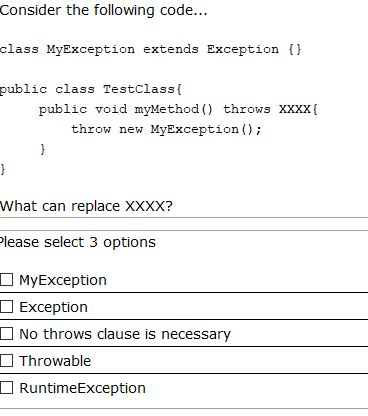 Consider the following code...
class MyException extends Exception {}
public class TestClass{
public void myMethod() throws XXXX{
throw new MyException();
}
}
What can replace XXXX?
Please select 3 options
MyException
Exception
No throws clause is necessary
Throwable
RuntimeException